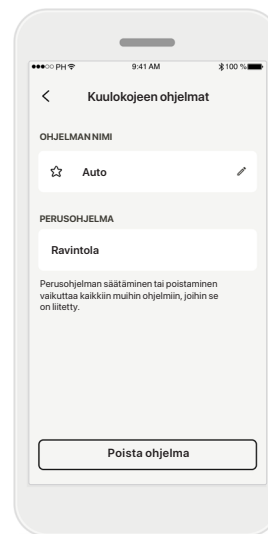 ●●●○○ PH 9:41 AM 100 %
Kuulokojeen ohjelmat
OHJELMAN NIMI
Auto
PERUSOHJELMA
Ravintola
Perusohjelman säätäminen tai poistaminen
vaikuttaa kaikkiin muihin ohjelmiin, joihin se
on liitetty.
Poista ohjelma